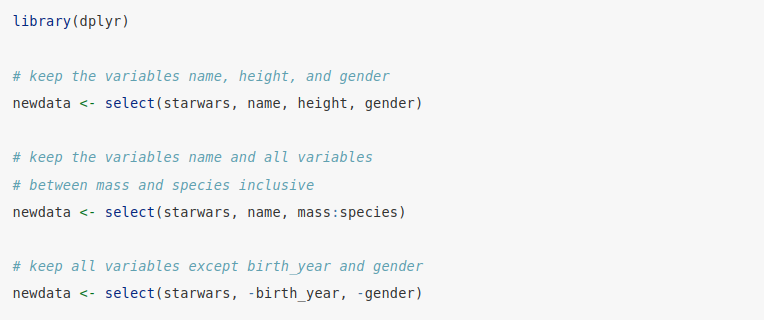 library(dplyr)
# keep the variables name, height, and gender
newdata <- select(starwars, name, height, gender)
# keep the variables name and all variables
# between mass and species inclusive
newdata <- select(starwars, name, mass:species)
# keep all variables except birth_year and gender
newdata <- select(starwars, -birth_year, -gender)